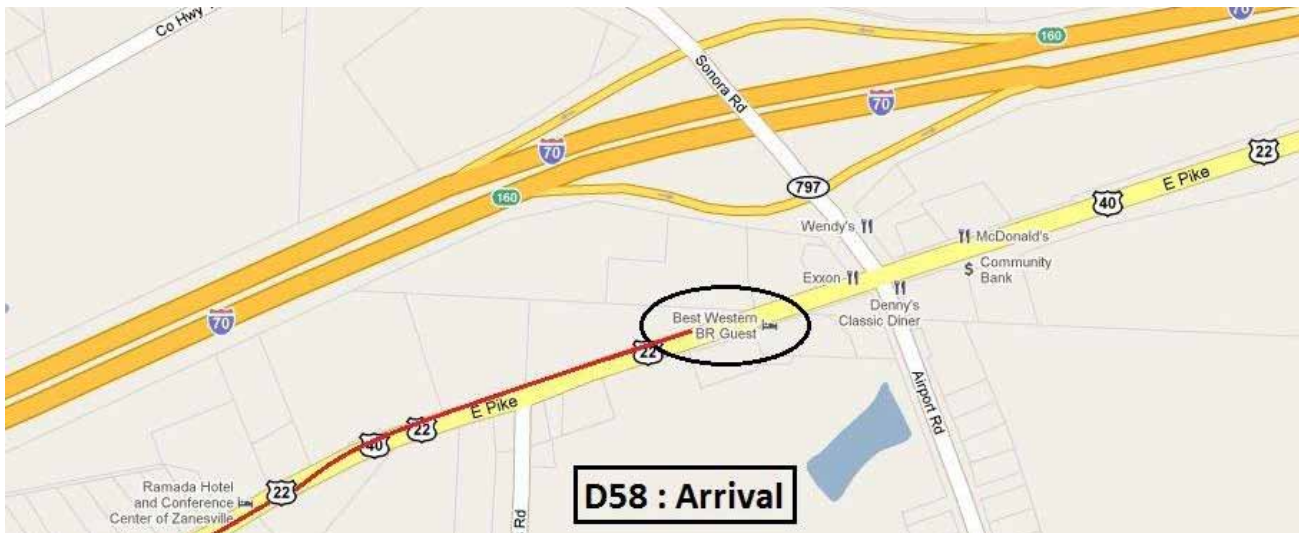 Co Hwy
70
160
Sonora Rd
70
70
22
E Pike
160
797
40
Wendy's
McDonald's
Community
Bank
Exxon
Denny's
Classic Diner
70
Best Western
BR Guest
22
Airport Rd
E Pike
22
40
Ramada Hotel
and Conference
Center of Zanesville
22
Rd
D58 : Arrival